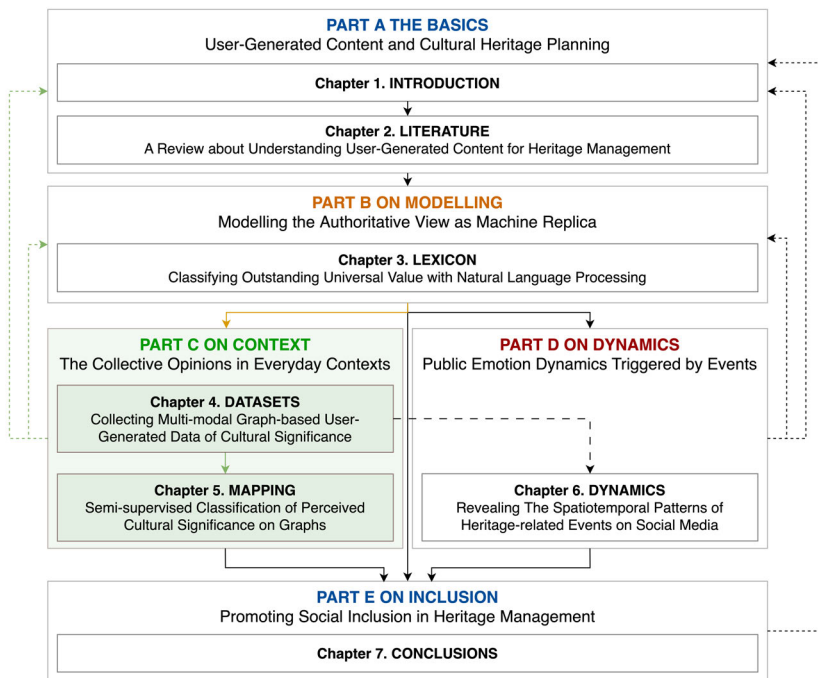 PART A THE BASICS
User-Generated Content and Cultural Heritage Planning
Chapter 1. INTRODUCTION
Chapter 2. LITERATURE
A Review about Understanding User-Generated Content for Heritage Management
PART B ON MODELLING
Modelling the Authoritative View as Machine Replica
Chapter 3. LEXICON
Classifying Outstanding Universal Value with Natural Language Processing
PART C ON CONTEXT
The Collective Opinions in Everyday Contexts
Chapter 4. DATASETS
Collecting Multi-modal Graph-based User-
Generated Data of Cultural Significance
Chapter 5. MAPPING
Semi-supervised Classification of Perceived
Cultural Significance on Graphs
PART D ON DYNAMICS
Public Emotion Dynamics Triggered by Events
Chapter 6. DYNAMICS
Revealing The Spatiotemporal Patterns of
Heritage-related Events on Social Media
PART E ON INCLUSION
Promoting Social Inclusion in Heritage Management
Chapter 7. CONCLUSIONS